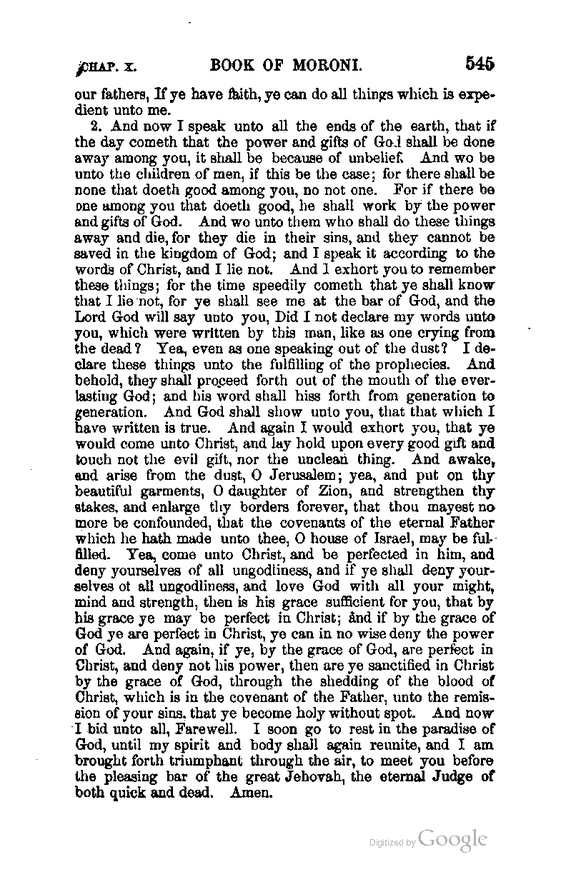 CHAP. X. BOOK OF MORONI. 545
our fathers, If ye have faith, ye can do all things which is expe-
dient unto me.
2. And now I speak unto all the ends of the earth, that if
the day cometh that the power and gifts of God shall be done
away among you, it shall be because of unbelief. And wo be
unto the children of men, if this be the case; for there shall be
none that doeth good among you, no not one. For if there be
one among you that doeth good, he shall work by the power
and gifts of God. And wo unto them who shall do these things
away and die, for they die in their sins, and they cannot be
saved in the kingdom of God; and I speak it according to the
words of Christ, and I lie not. And I exhort you to remember
these things; for the time speedily cometh that ye shall know
that I lie not, for ye shall see me at the bar of God, and the
Lord God will say unto you, Did I not declare my words unto
you, which were written by this man, like as one crying from
the dead? Yea, even as one speaking out of the dust? I de-
clare these things unto the fulfilling of the prophecies. And
behold, they shall proceed forth out of the mouth of the ever-
lasting God; and his word shall hiss forth from generation to
generation. And God shall show unto you, that that which I
have written is true. And again I would exhort you, that ye
would come unto Christ, and lay hold upon every good gift and
touch not the evil gift, nor the unclean thing. And awake,
and arise from the dust, O Jerusalem; yea, and put on thy
beautiful garments, O daughter of Zion, and strengthen thy
stakes, and enlarge thy borders forever, that thou mayest no
more be confounded, that the covenants of the eternal Father
which he hath made unto thee, O house of Israel, may be ful-
filled. Yea, come unto Christ, and be perfected in him, and
deny yourselves of all ungodliness, and if ye shall deny your-
selves of all ungodliness, and love God with all your might,
mind and strength, then is his grace sufficient for you, that by
his grace ye may be perfect in Christ; and if by the grace of
God ye are perfect in Christ, ye can in no wise deny the power
of God. And again, if ye, by the grace of God, are perfect in
Christ, and deny not his power, then are ye sanctified in Christ
by the grace of God, through the shedding of the blood of
Christ, which is in the covenant of the Father, unto the remis-
sion of your sins, that ye become holy without spot. And now
I bid unto all, Farewell. I soon go to rest in the paradise of
God, until my spirit and body shall again reunite, and I am
brought forth triumphant through the air, to meet you before
the pleasing bar of the great Jehovah, the eternal Judge of
both quick and dead. Amen.
Digitized by Google